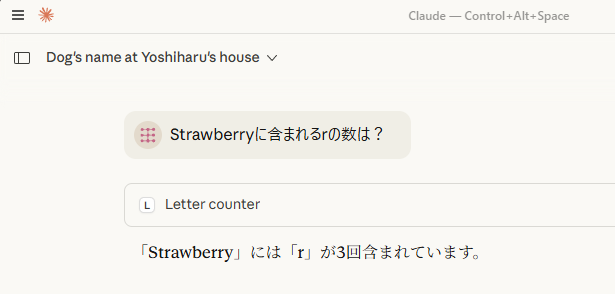 Claude — Control+Alt+Space
Dog's name at Yoshiharu's house
Strawberryに含まれるrの数は？
L Letter counter
「Strawberry」には「r」が3回含まれています。